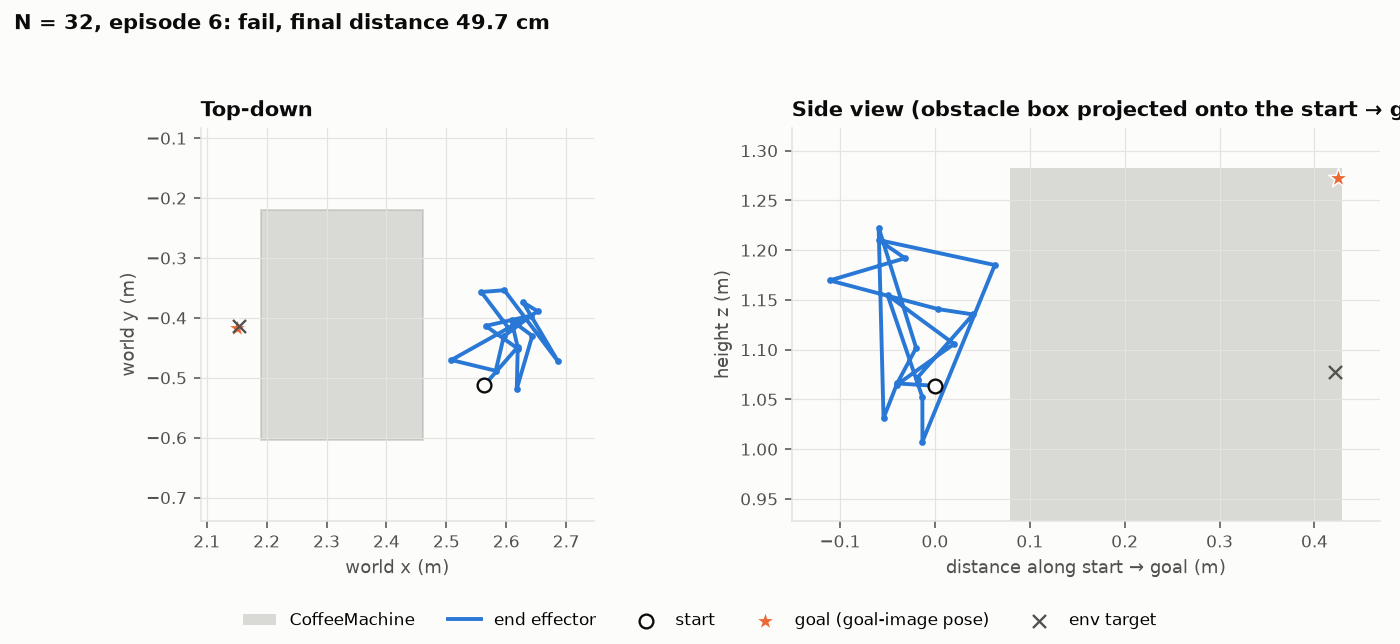 N = 32, episode 6: fail, final distance 49.7 cm
Top-down
−0.1
−0.2
−0.3
−0.4
−0.5
−0.6
−0.7
world y (m)
2.1 2.2 2.3 2.4 2.5 2.6 2.7
world x (m)
Side view (obstacle box projected onto the start → g
1.30
1.25
1.20
1.15
1.10
1.05
1.00
0.95
height z (m)
−0.1 0.0 0.1 0.2 0.3 0.4
distance along start → goal (m)
CoffeeMachine end effector start goal (goal-image pose) env target